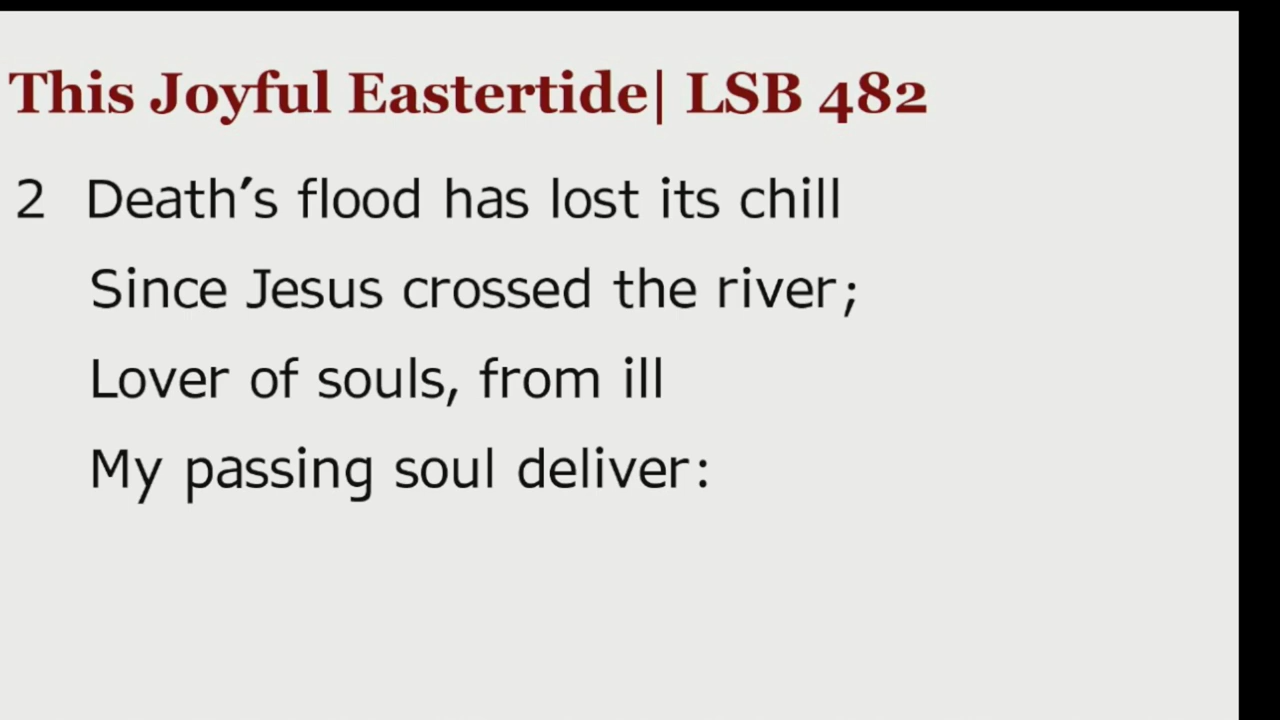 This Joyful Eastertide| LSB 482
2 Death's flood has lost its chill
Since Jesus crossed the river;
Lover of souls, from ill
My passing soul deliver: